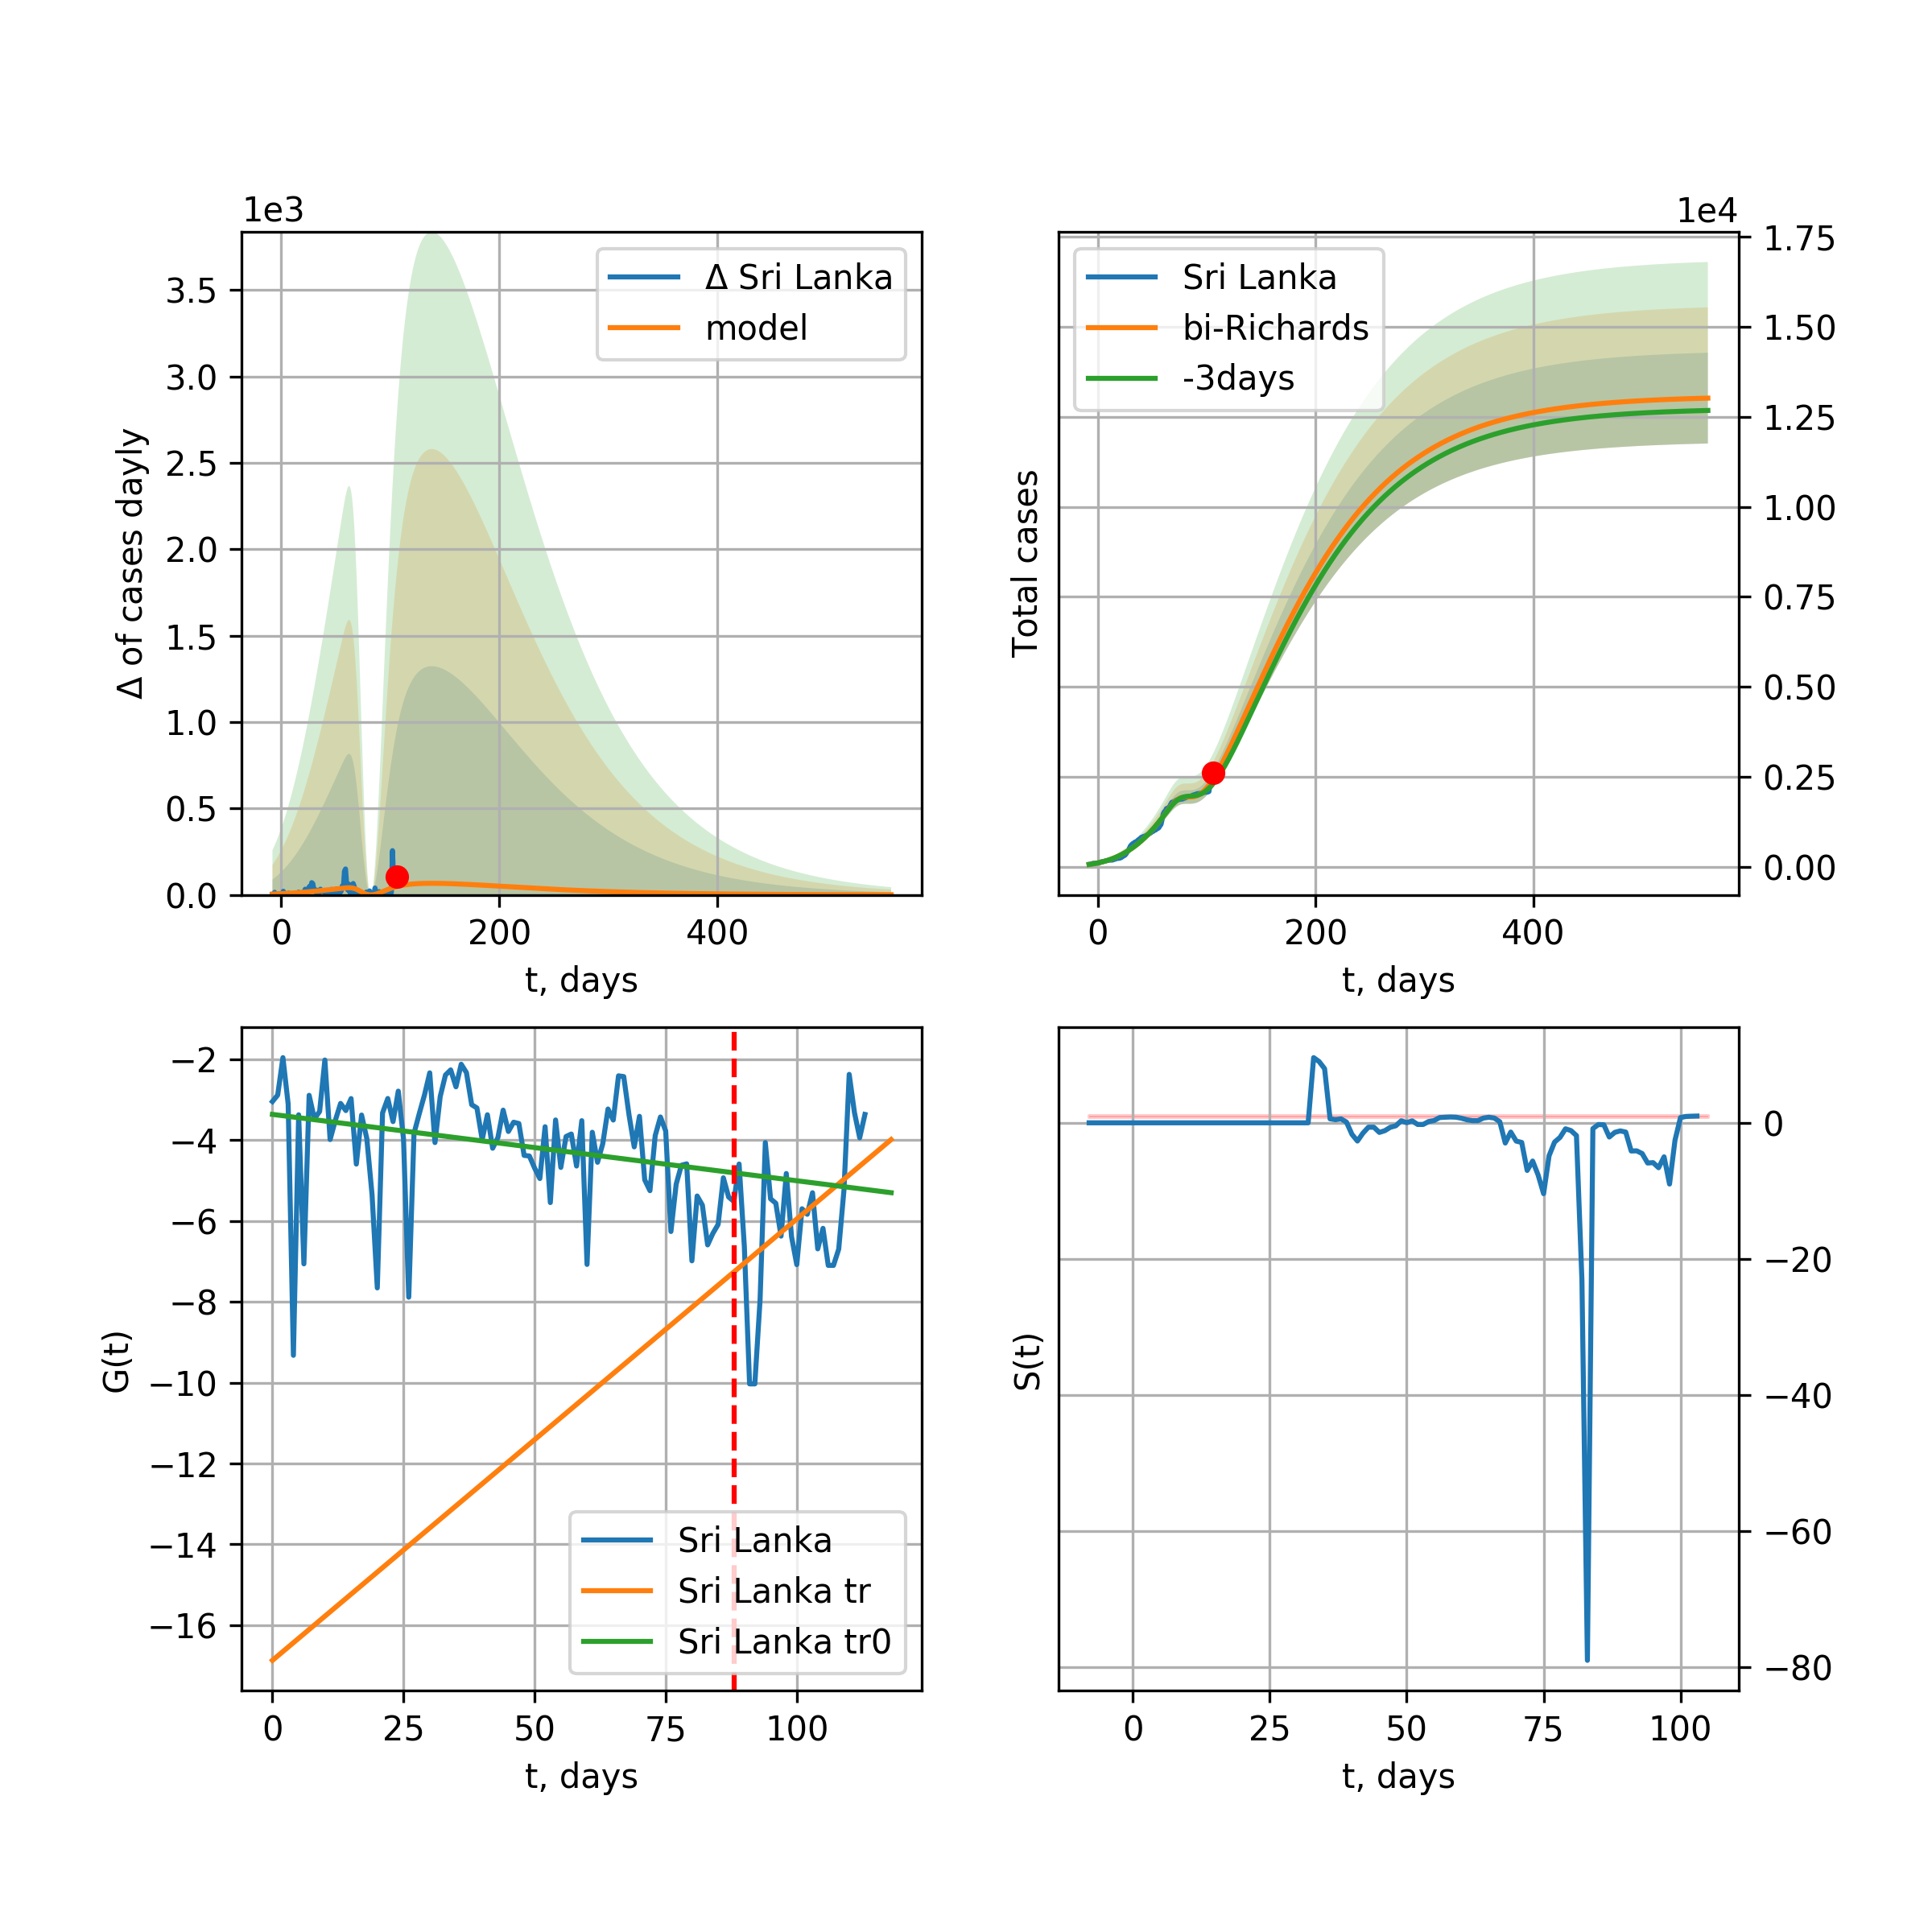 1e3
Δ of cases dayly
3.5
3.0
2.5
2.0
1.5
1.0
0.5
0.0
Δ Sri Lanka
model
0 200 400
t, days
1e4
Total cases
Sri Lanka
bi-Richards
-3days
1.75
1.50
1.25
1.00
0.75
0.50
0.25
0.00
0 200 400
t, days
G(t)
−2
−4
−6
−8
−10
−12
−14
−16
Sri Lanka
Sri Lanka tr
Sri Lanka tr0
0 25 50 75 100
t, days
S(t)
0
−20
−40
−60
−80
0 25 50 75 100
t, days